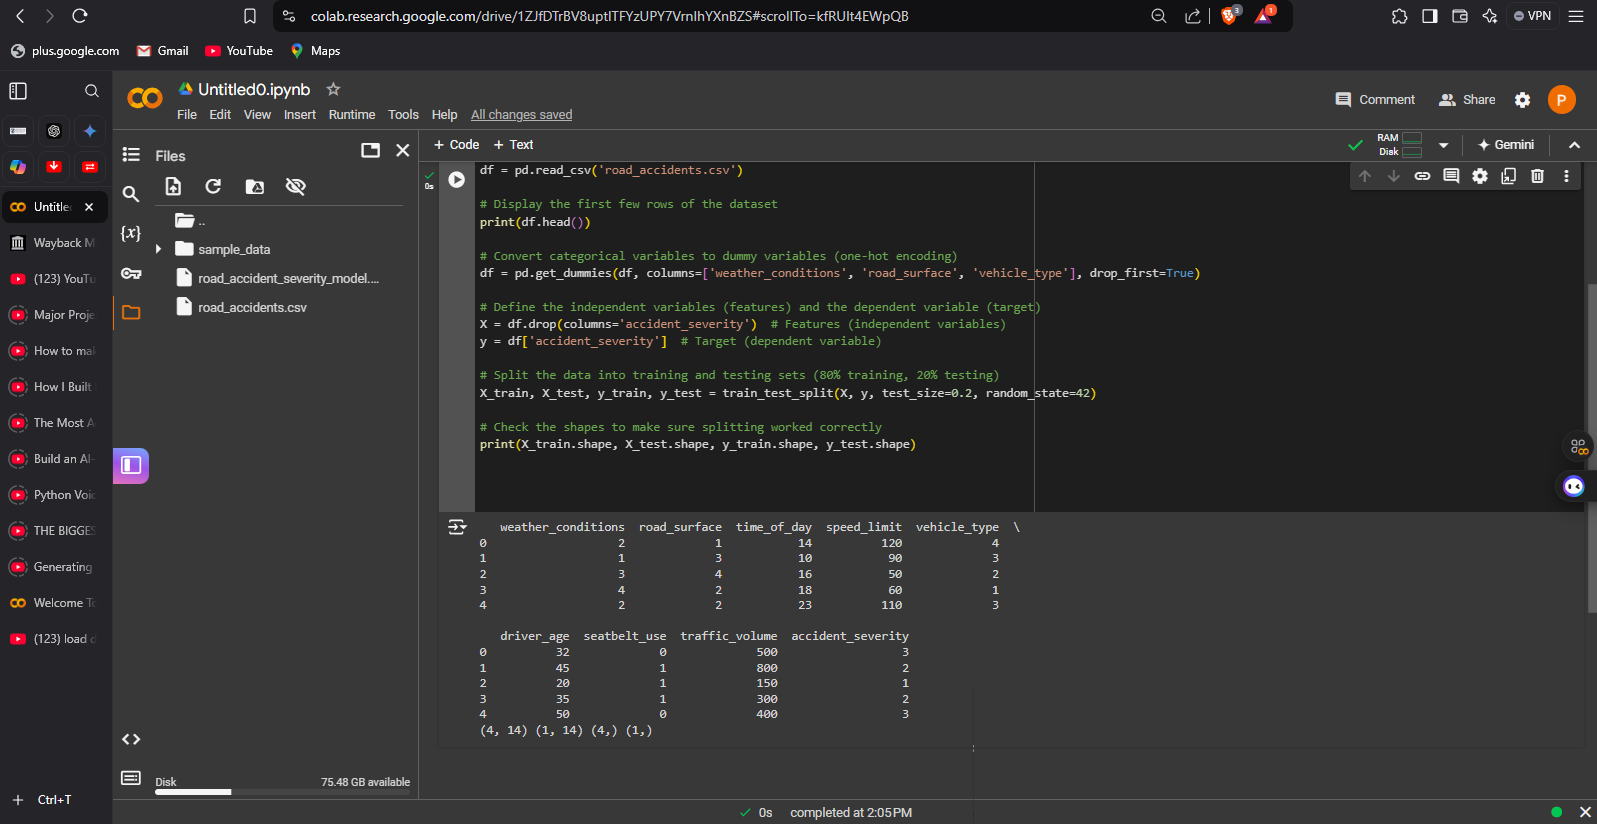 colab.research.google.com/drive/1ZJfDTrBV8uptITFYzUPY7VrnIhYXnBZS#scrollTo=kfRUIt4EWpQB
3
1
VPN
plus.google.com Gmail YouTube Maps
Untitled0.ipynb
File Edit View Insert Runtime Tools Help All changes saved
Comment Share P
Untitle
Wayback M
(123) YouTu
Major Proje
How to ma
How I Built
The Most A
Build an AI-
Python Voic
THE BIGGES
Generating
Welcome To
(123) load d
Ctrl+T
Files
..
sample_data
road_accident_severity_model....
road_accidents.csv
{x}
Disk 75.48 GB available
+ Code + Text
RAM
Disk
Gemini
0s
df = pd.read_csv('road_accidents.csv')
# Display the first few rows of the dataset
print(df.head())
# Convert categorical variables to dummy variables (one-hot encoding)
df = pd.get_dummies(df, columns=['weather_conditions', 'road_surface', 'vehicle_type'], drop_first=True)
# Define the independent variables (features) and the dependent variable (target)
X = df.drop(columns='accident_severity')  # Features (independent variables)
y = df['accident_severity']  # Target (dependent variable)
# Split the data into training and testing sets (80% training, 20% testing)
X_train, X_test, y_train, y_test = train_test_split(X, y, test_size=0.2, random_state=42)
# Check the shapes to make sure splitting worked correctly
print(X_train.shape, X_test.shape, y_train.shape, y_test.shape)
weather_conditions road_surface time_of_day speed_limit vehicle_type \
0 2 1 14 120 4
1 1 3 10 90 3
2 3 4 16 50 2
3 4 2 18 60 1
4 2 2 23 110 3
driver_age seatbelt_use traffic_volume accident_severity
0 32 0 500 3
1 45 1 800 2
2 20 1 150 1
3 35 1 300 2
4 50 0 400 3
(4, 14) (1, 14) (4,) (1,)
0s completed at 2:05 PM